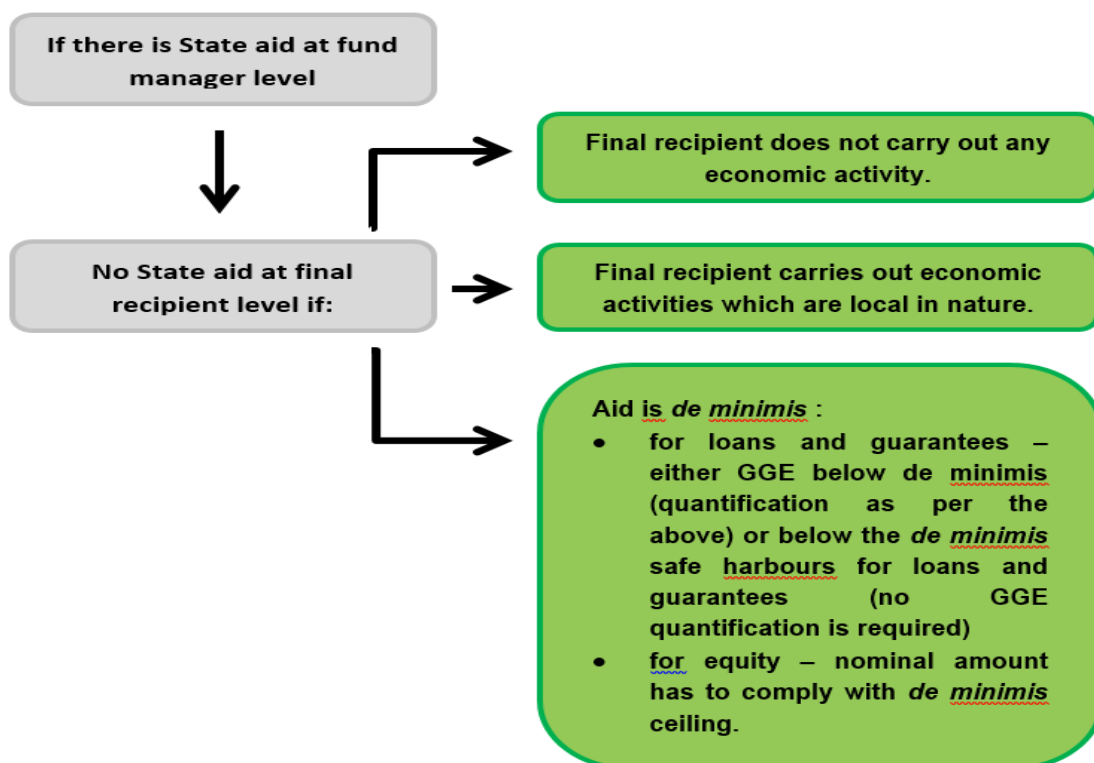 If there is State aid at fund
manager level
Final recipient does not carry out any
economic activity.
No State aid at final
recipient level if:
Final recipient carries out economic
activities which are local in nature.
Aid is de minimis :
• for loans and guarantees –
either GGE below de minimis
(quantification as per the
above) or below the de minimis
safe harbours for loans and
guarantees (no GGE
quantification is required)
• for equity – nominal amount
has to comply with de minimis
ceiling.